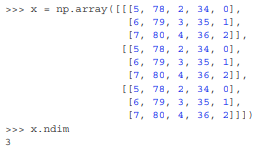 >>> x = np.array([[[5, 78, 2, 34, 0],
[6, 79, 3, 35, 1],
[7, 80, 4, 36, 2]],
[[5, 78, 2, 34, 0],
[6, 79, 3, 35, 1],
[7, 80, 4, 36, 2]],
[[5, 78, 2, 34, 0],
[6, 79, 3, 35, 1],
[7, 80, 4, 36, 2]]])
>>> x.ndim
3